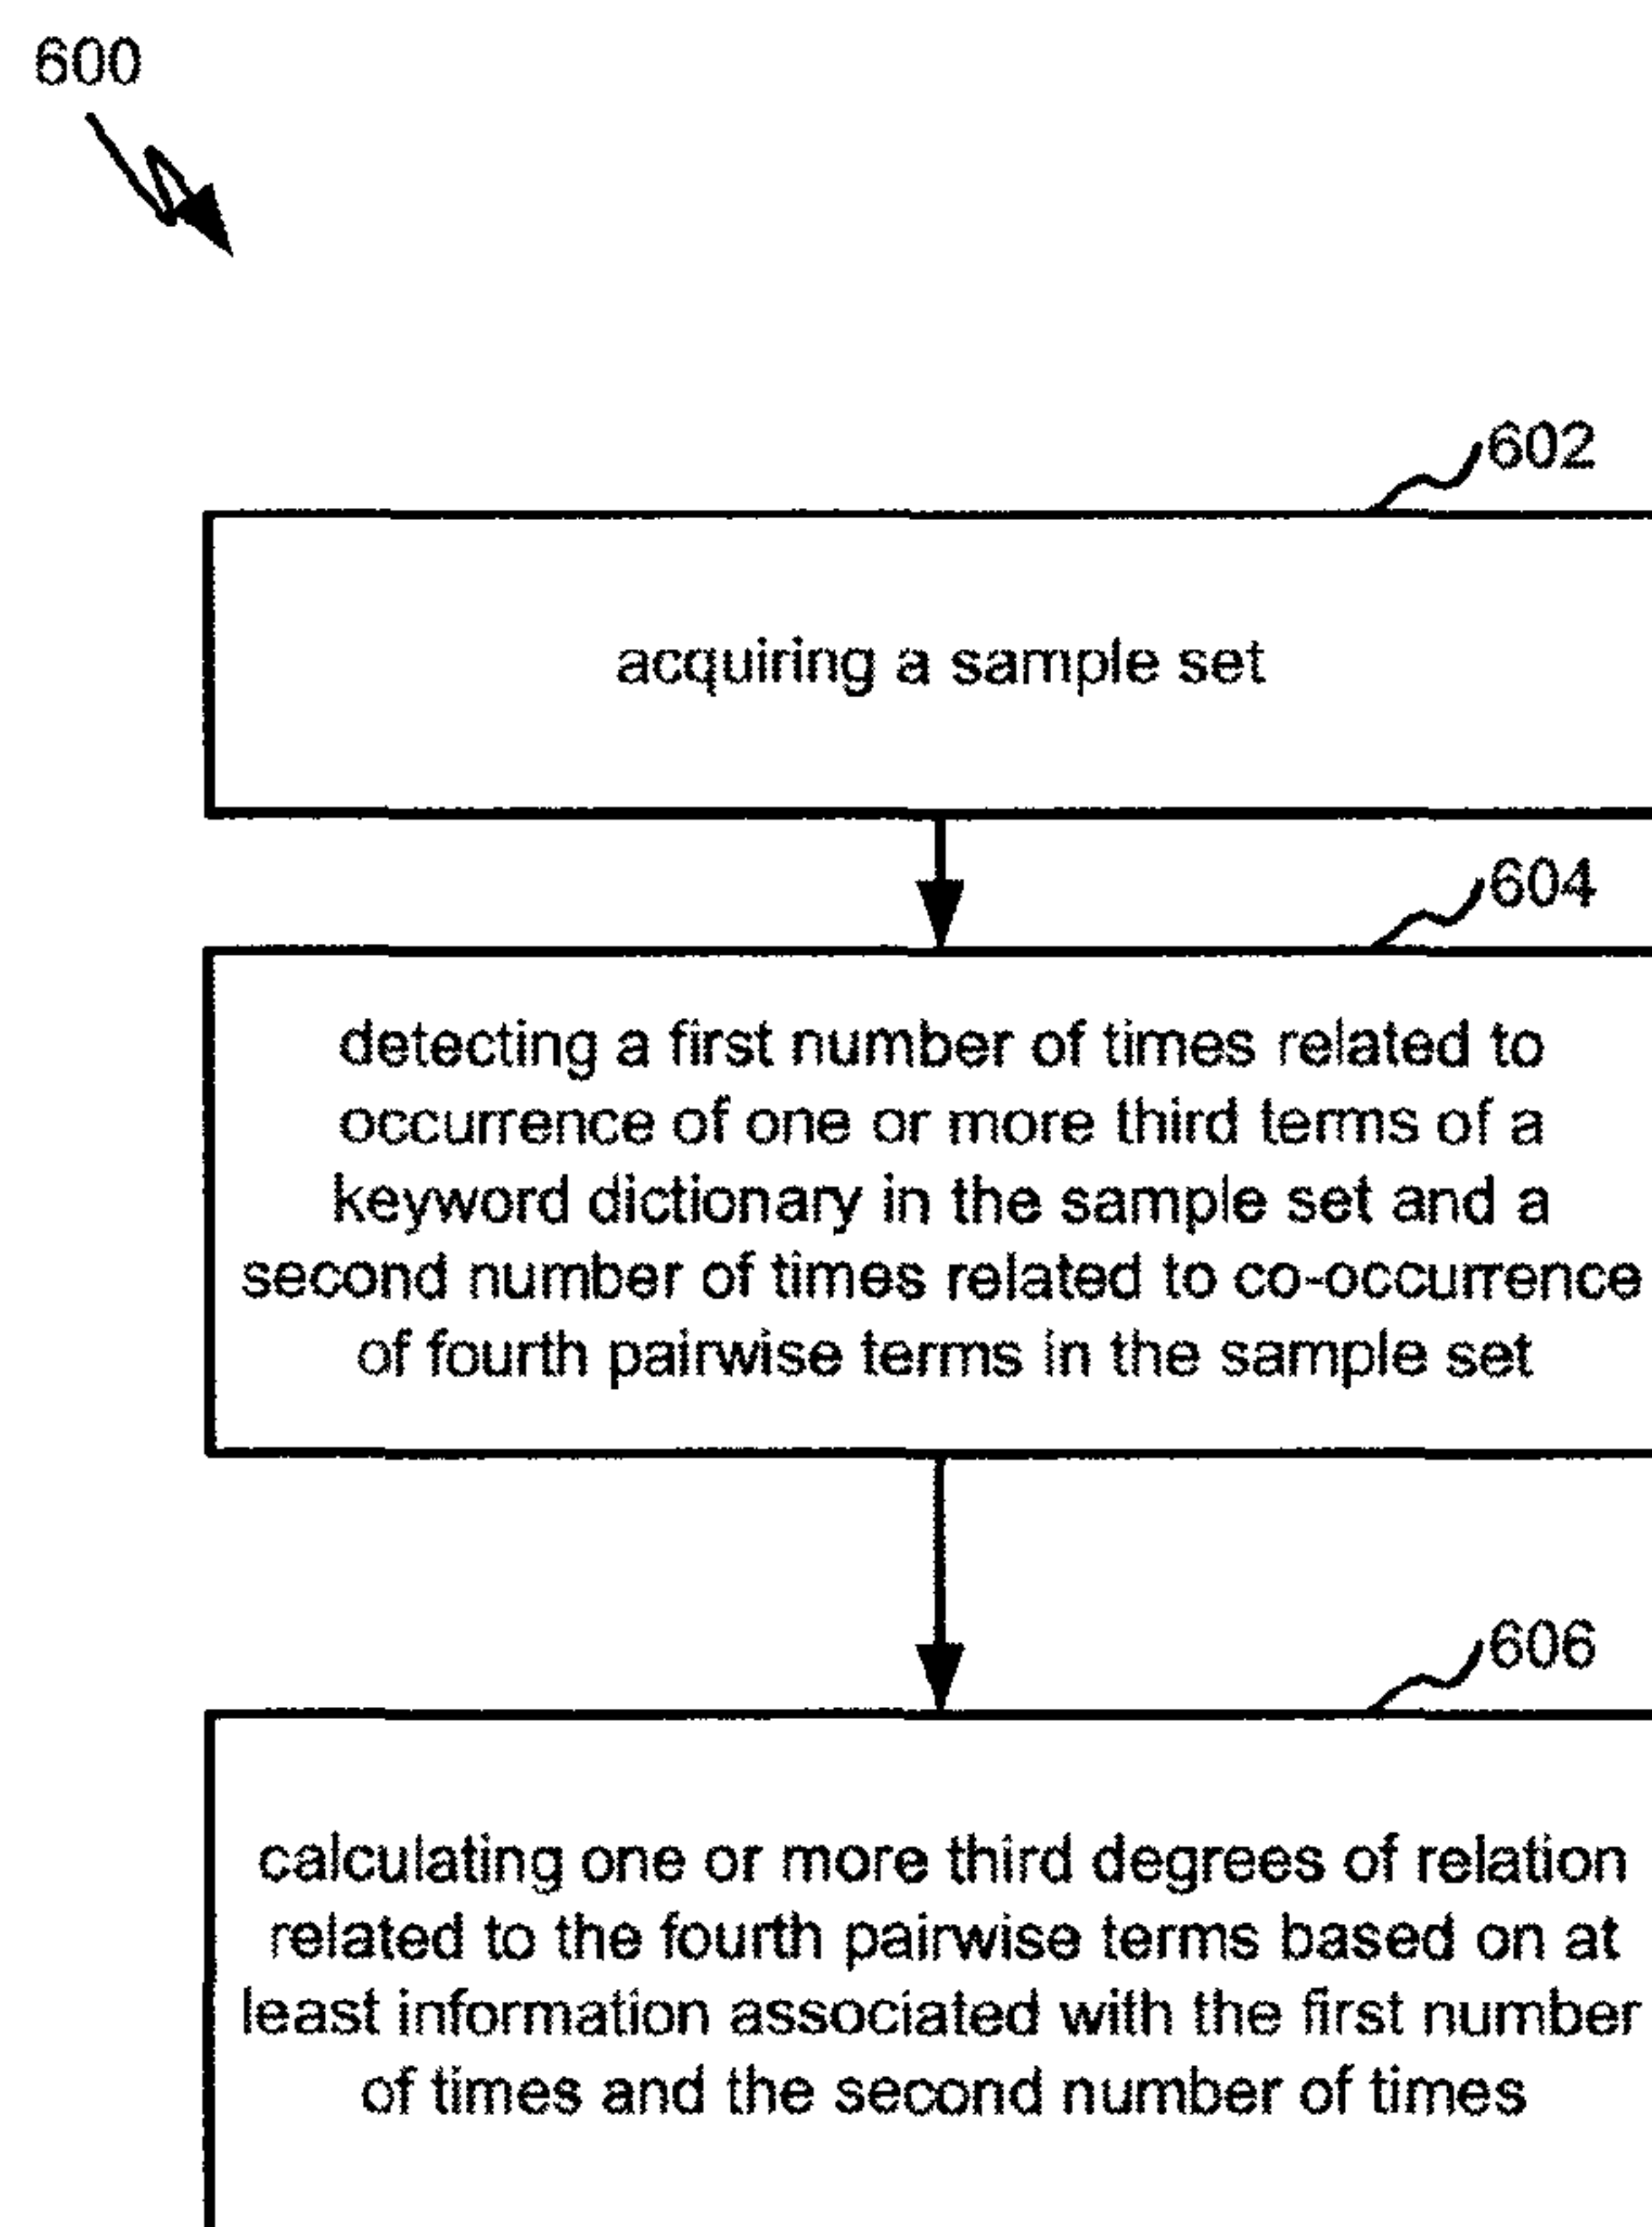 600
602
acquiring a sample set
604
detecting a first number of times related to
occurrence of one or more third terms of a
keyword dictionary in the sample set and a
second number of times related to co-occurrence
of fourth pairwise terms in the sample set
606
calculating one or more third degrees of relation
related to the fourth pairwise terms based on at
least information associated with the first number
of times and the second number of times